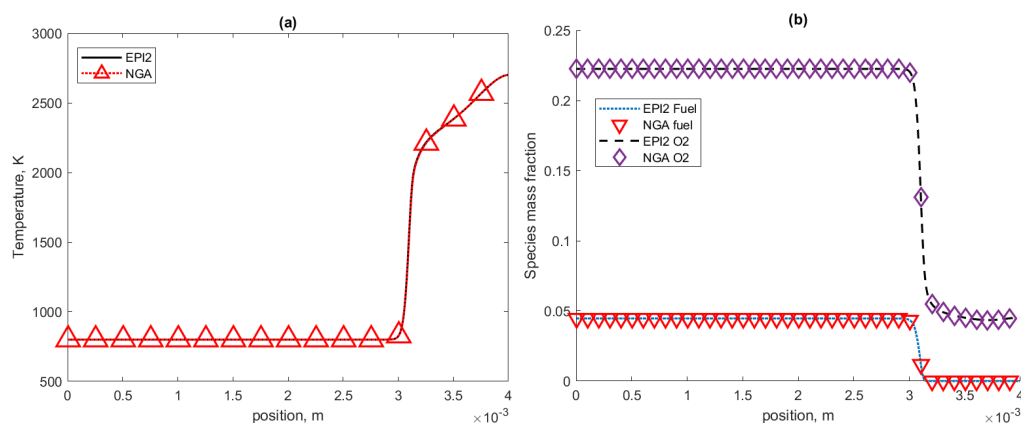 (a)
3000
2500
2000
1500
1000
500
Temperature, K
EPI2
NGA
0
0.5
1
1.5
2
2.5
3
3.5
4
position, m
×10⁻³
(b)
0.25
0.2
0.15
0.1
0.05
0
Species mass fraction
EPI2 Fuel
NGA fuel
EPI2 O2
NGA O2
0
0.5
1
1.5
2
2.5
3
3.5
4
position, m
×10⁻³